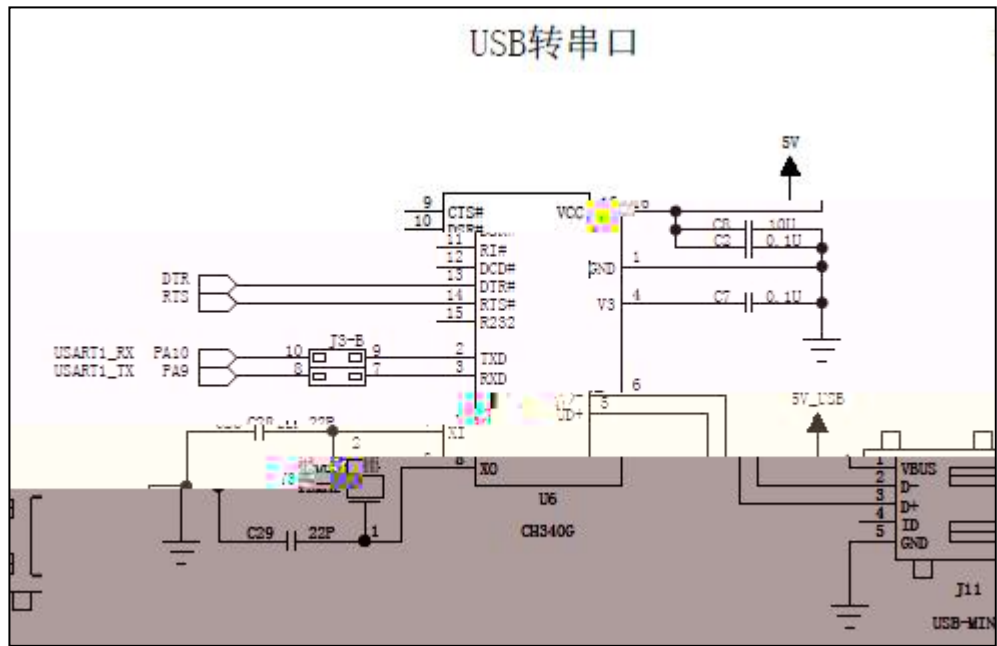 USB转串口
5V
9 CTS# VCC
10
C8 10U
C2 0.1U
11 RI#
12 DCD# GND 1
DTR 13 DTR#
RTS 14 RTS# V3 4 C7 0.1U
15 R232
J3-B
USART1_RX PA10 10 9 2 TXD
USART1_TX PA9 8 7 3 RXD
6
5V_USB
UD+ 5
22P
XI
2
8 XO
1 VBUS
2 D-
3 D+
4 ID
5 GND
U6
CH340G
C29 22P 1
J11
USB-MIN